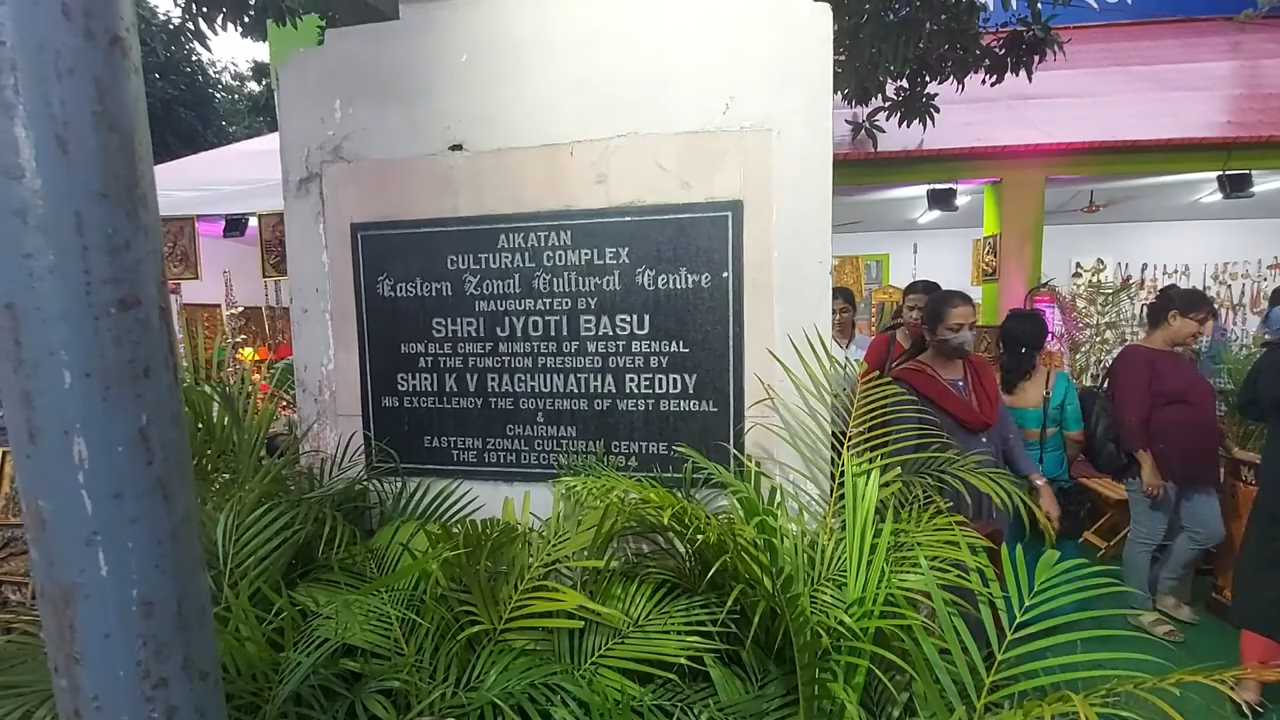 AIKATAN
CULTURAL COMPLEX
Eastern Zonal Cultural Centre
INAUGURATED BY
SHRI JYOTI BASU
HON'BLE CHIEF MINISTER OF WEST BENGAL
AT THE FUNCTION PRESIDED OVER BY
SHRI K V RAGHUNATHA REDDY
HIS EXCELLENCY THE GOVERNOR OF WEST BENGAL
&
CHAIRMAN
EASTERN ZONAL CULTURAL CENTRE,
THE 19TH DECEMBER 1994